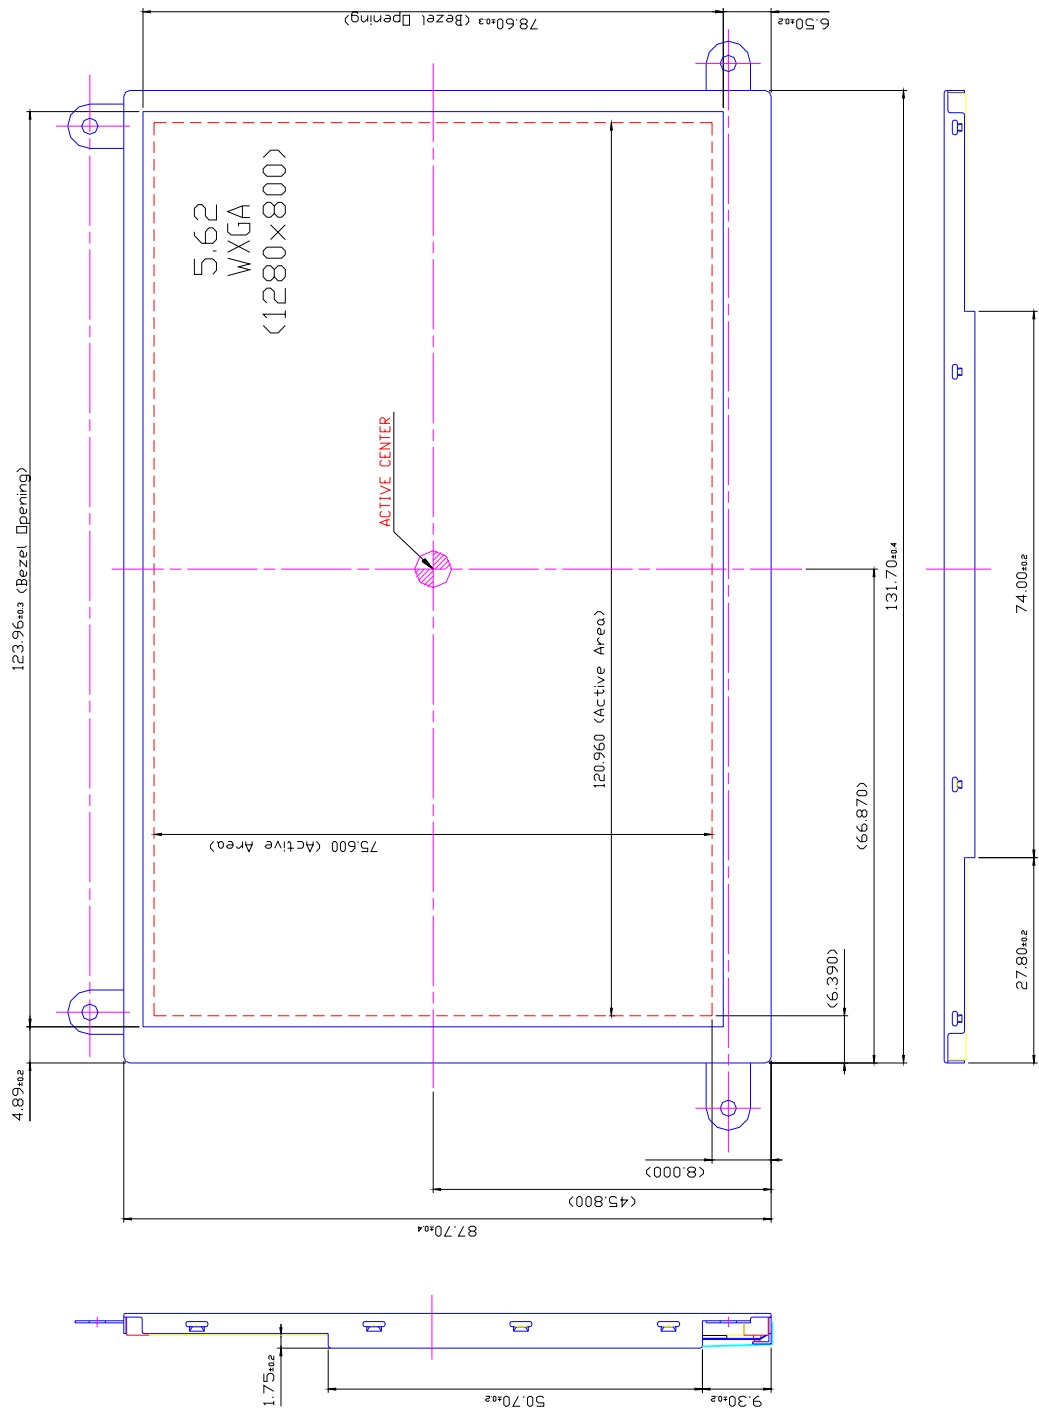 78.60±0.3 (Bezel Opening)
6.50±0.2
5.62
WXGA
(1280x800)
ACTIVE CENTER
123.96±0.3 (Bezel Opening)
131.70±0.4
74.00±0.2
120.960 (Active Area)
75.600 (Active Area)
(66.870)
(6.390)
27.80±0.2
4.89±0.2
(8.000)
(45.800)
87.70±0.4
1.75±0.2
50.70±0.2
9.30±0.2